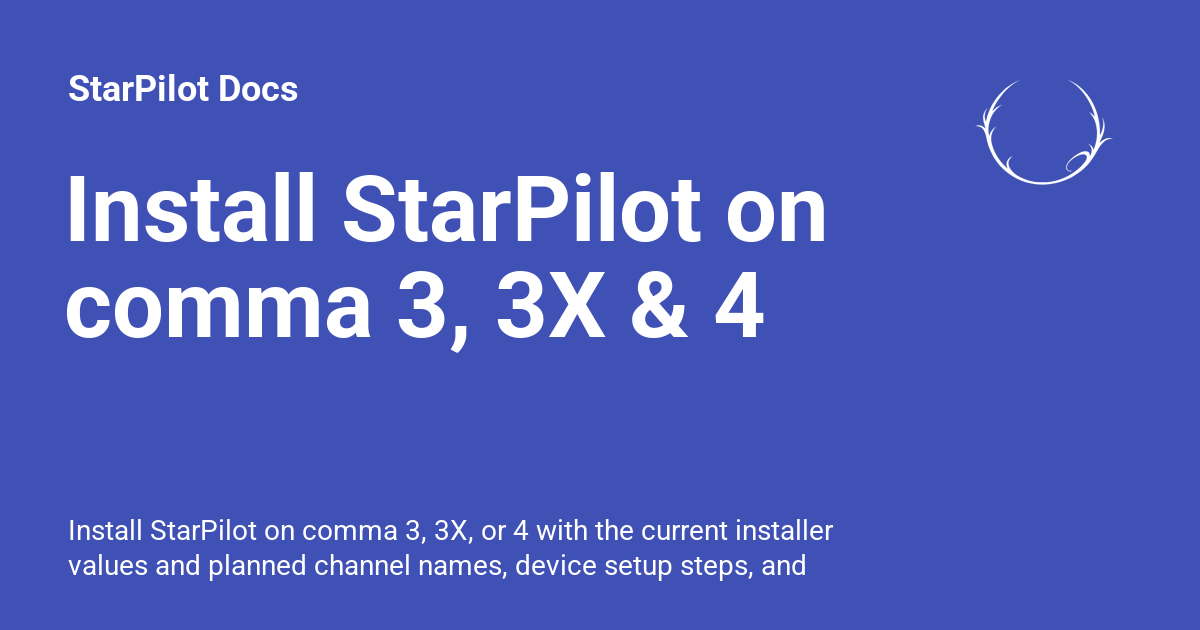 StarPilot Docs
Install StarPilot on
comma 3, 3X & 4
Install StarPilot on comma 3, 3X, or 4 with the current installer
values and planned channel names, device setup steps, and